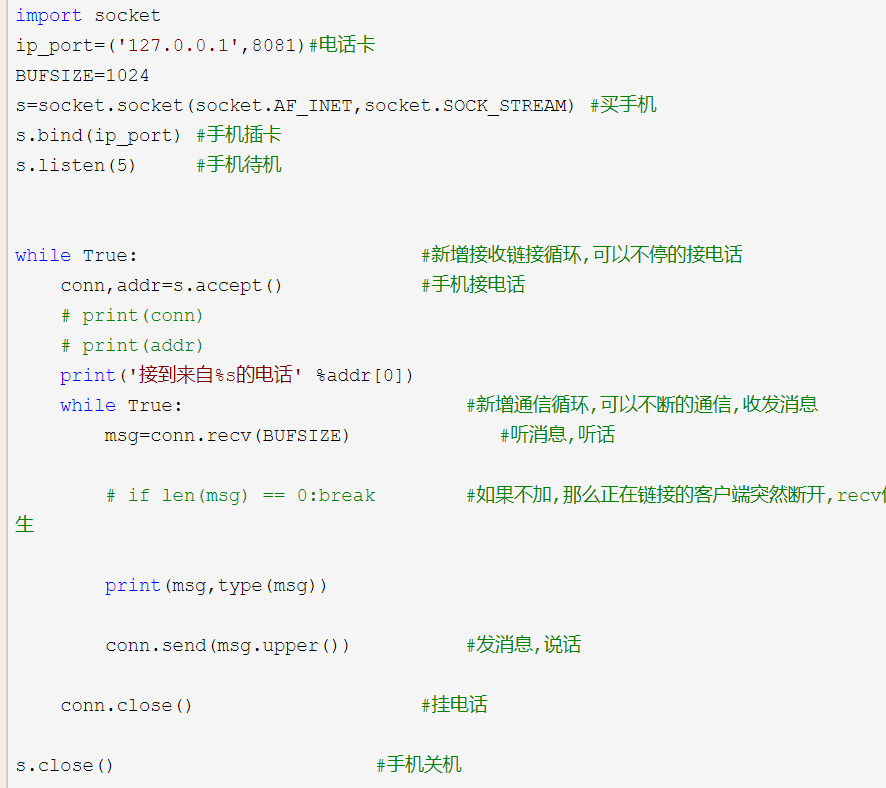 import socket
ip_port=('127.0.0.1',8081)#电话卡
BUFSIZE=1024
s=socket.socket(socket.AF_INET,socket.SOCK_STREAM) #买手机
s.bind(ip_port) #手机插卡
s.listen(5)     #手机待机
while True:                         #新增接收链接循环,可以不停的接电话
    conn,addr=s.accept()            #手机接电话
    # print(conn)
    # print(addr)
    print('接到来自%s的电话' %addr[0])
    while True:                         #新增通信循环,可以不断的通信,收发消息
        msg=conn.recv(BUFSIZE)             #听消息,听话
        # if len(msg) == 0:break        #如果不加,那么正在链接的客户端突然断开,recv
生
        print(msg,type(msg))
        conn.send(msg.upper())          #发消息,说话
    conn.close()                    #挂电话
s.close()                       #手机关机